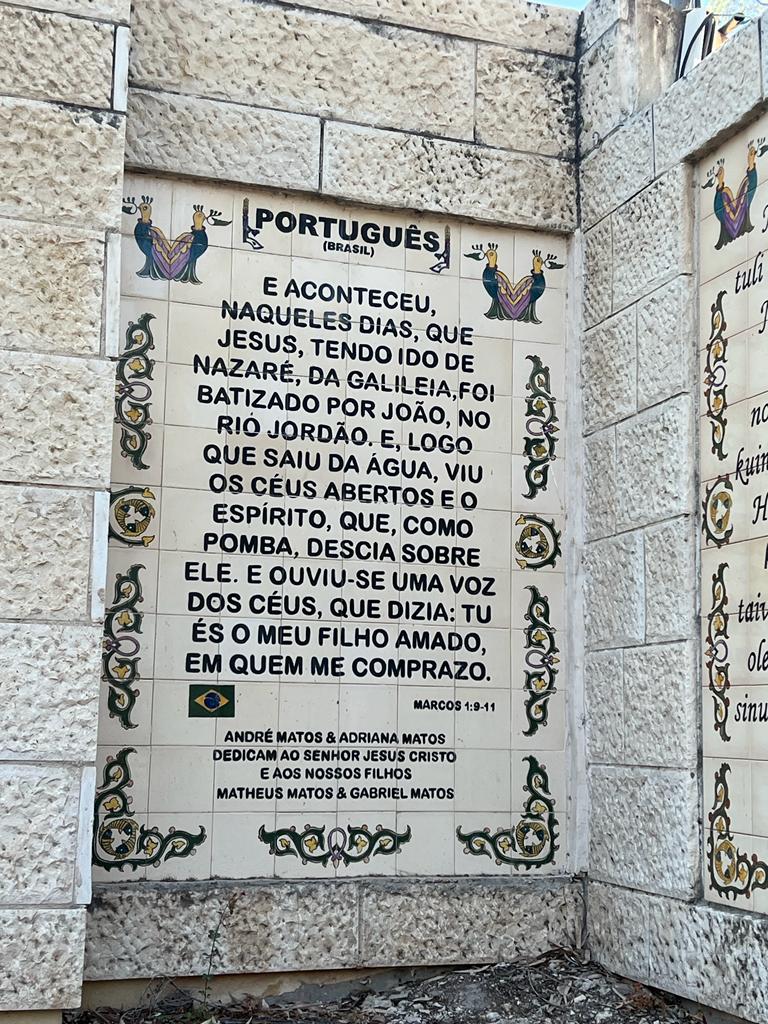 PORTUGUÊS
(BRASIL)
E ACONTECEU,
NAQUELES DIAS, QUE
JESUS, TENDO IDO DE
NAZARÉ, DA GALILEIA,FOI
BATIZADO POR JOÃO, NO
RIO JORDÃO. E, LOGO
QUE SAIU DA ÁGUA, VIU
OS CÉUS ABERTOS E O
ESPÍRITO, QUE, COMO
POMBA, DESCIA SOBRE
ELE. E OUVIU-SE UMA VOZ
DOS CÉUS, QUE DIZIA: TU
ÉS O MEU FILHO AMADO,
EM QUEM ME COMPRAZO.
MARCOS 1:9-11
ANDRÉ MATOS & ADRIANA MATOS
DEDICAM AO SENHOR JESUS CRISTO
E AOS NOSSOS FILHOS
MATHEUS MATOS & GABRIEL MATOS
tuli